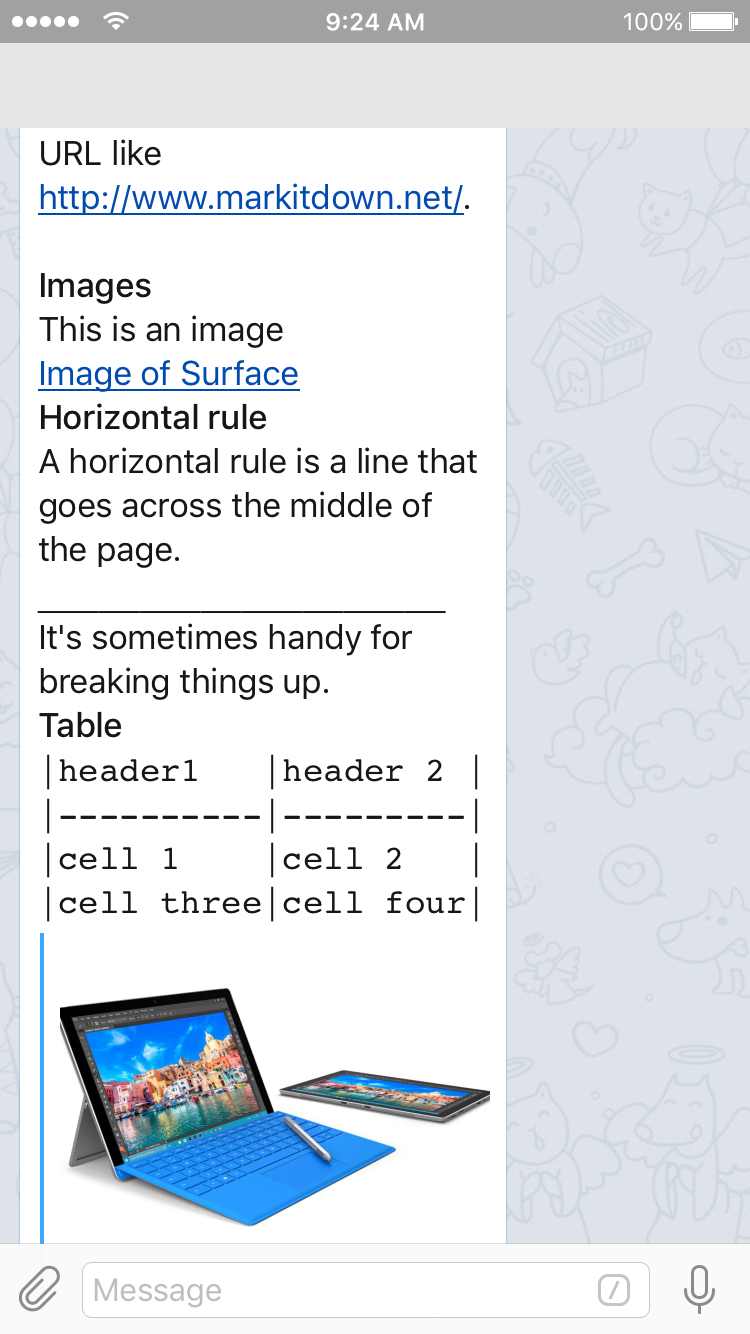 9:24 AM
100%
URL like
http://www.markitdown.net/.
Images
This is an image
Image of Surface
Horizontal rule
A horizontal rule is a line that
goes across the middle of
the page.
____________________
It's sometimes handy for
breaking things up.
Table
|header1   |header 2 |
|----------|---------|
|cell 1    |cell 2   |
|cell three|cell four|
Message